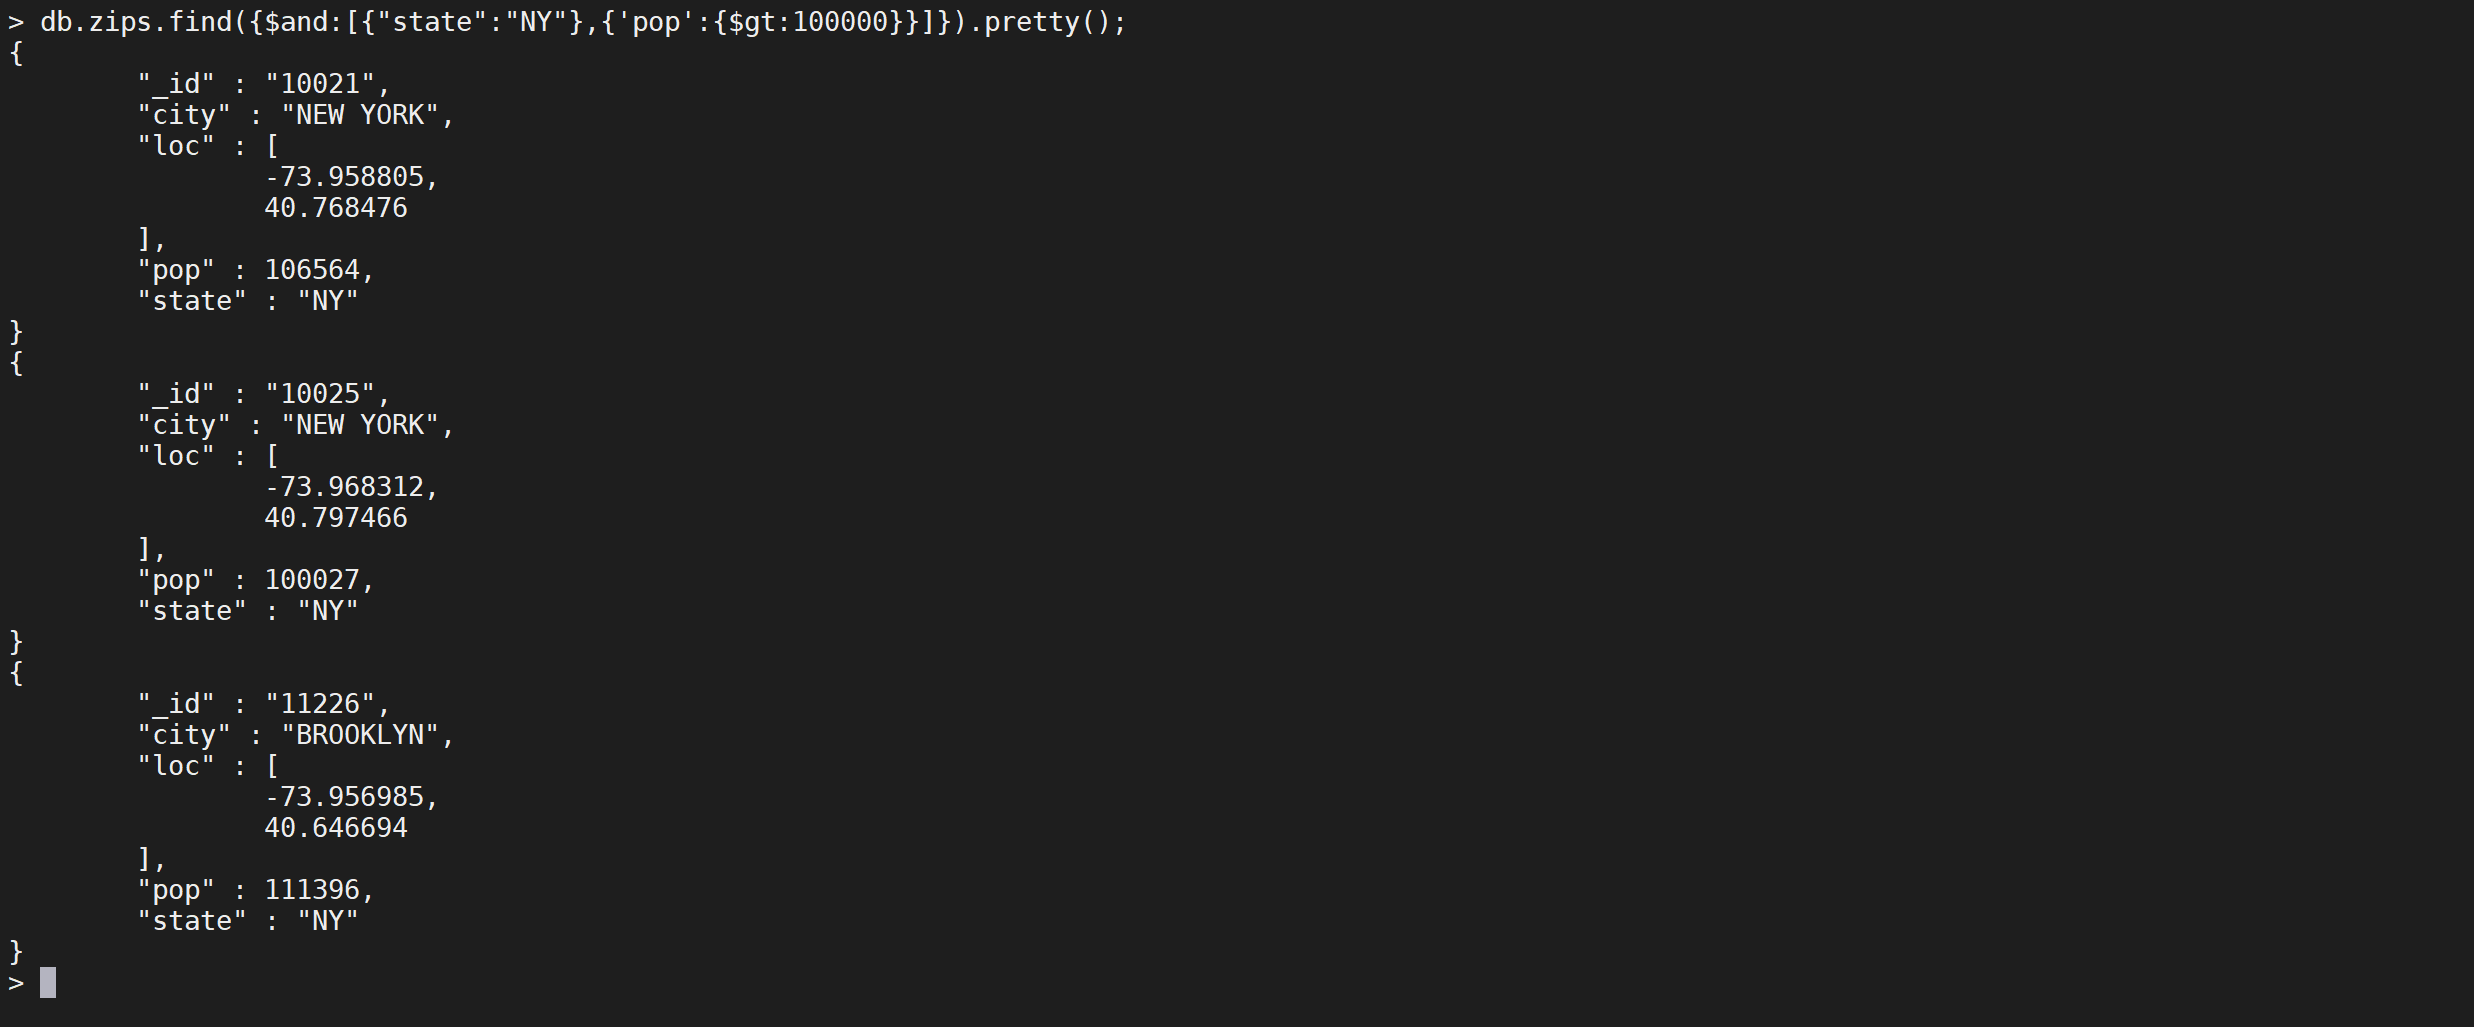 > db.zips.find({$and:[{"state":"NY"},{'pop':{$gt:100000}}]}).pretty();
{
        "_id" : "10021",
        "city" : "NEW YORK",
        "loc" : [
                -73.958805,
                40.768476
        ],
        "pop" : 106564,
        "state" : "NY"
}
{
        "_id" : "10025",
        "city" : "NEW YORK",
        "loc" : [
                -73.968312,
                40.797466
        ],
        "pop" : 100027,
        "state" : "NY"
}
{
        "_id" : "11226",
        "city" : "BROOKLYN",
        "loc" : [
                -73.956985,
                40.646694
        ],
        "pop" : 111396,
        "state" : "NY"
}
>